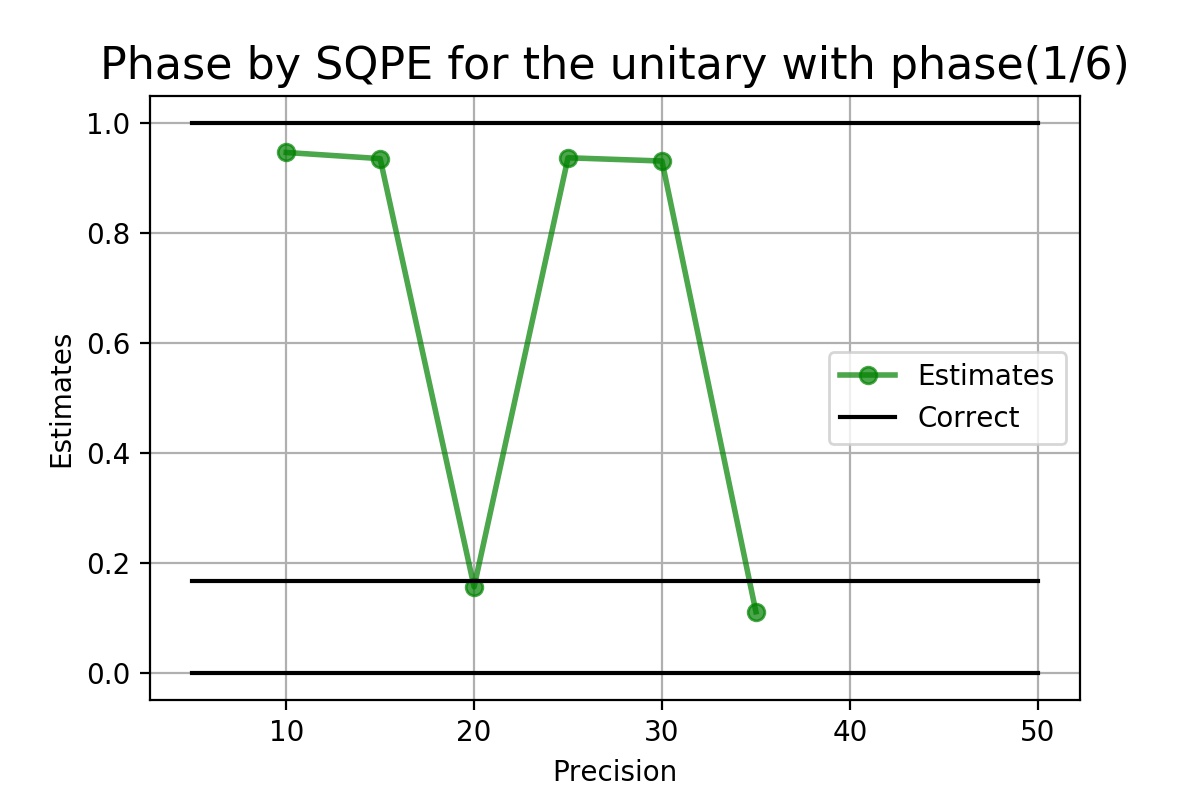 Phase by SQPE for the unitary with phase(1/6)
1.0
0.8
0.6
0.4
0.2
0.0
Estimates
Estimates
Correct
10 20 30 40 50
Precision